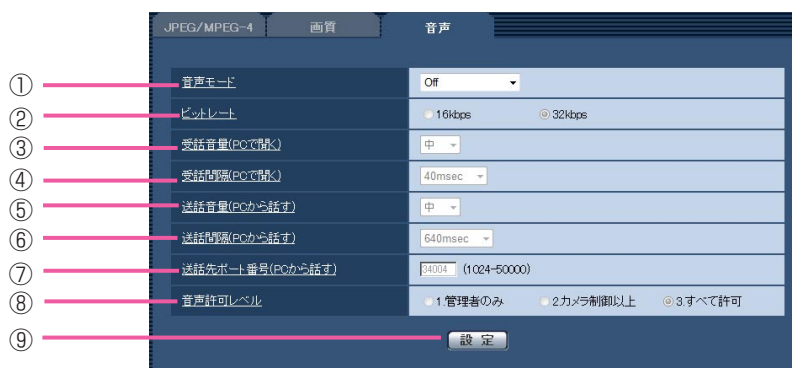 JPEG/MPEG-4 画質 音声
① 音声モード Off
② ビットレート 16kbps 32kbps
③ 受話音量(PCで聞く) 中
④ 受話間隔(PCで聞く) 40msec
⑤ 送話音量(PCから話す) 中
⑥ 送話間隔(PCから話す) 640msec
⑦ 送話先ポート番号(PCから話す) 34004 (1024-50000)
⑧ 音声許可レベル 1.管理者のみ 2.カメラ制御以上 3.すべて許可
⑨ 設 定